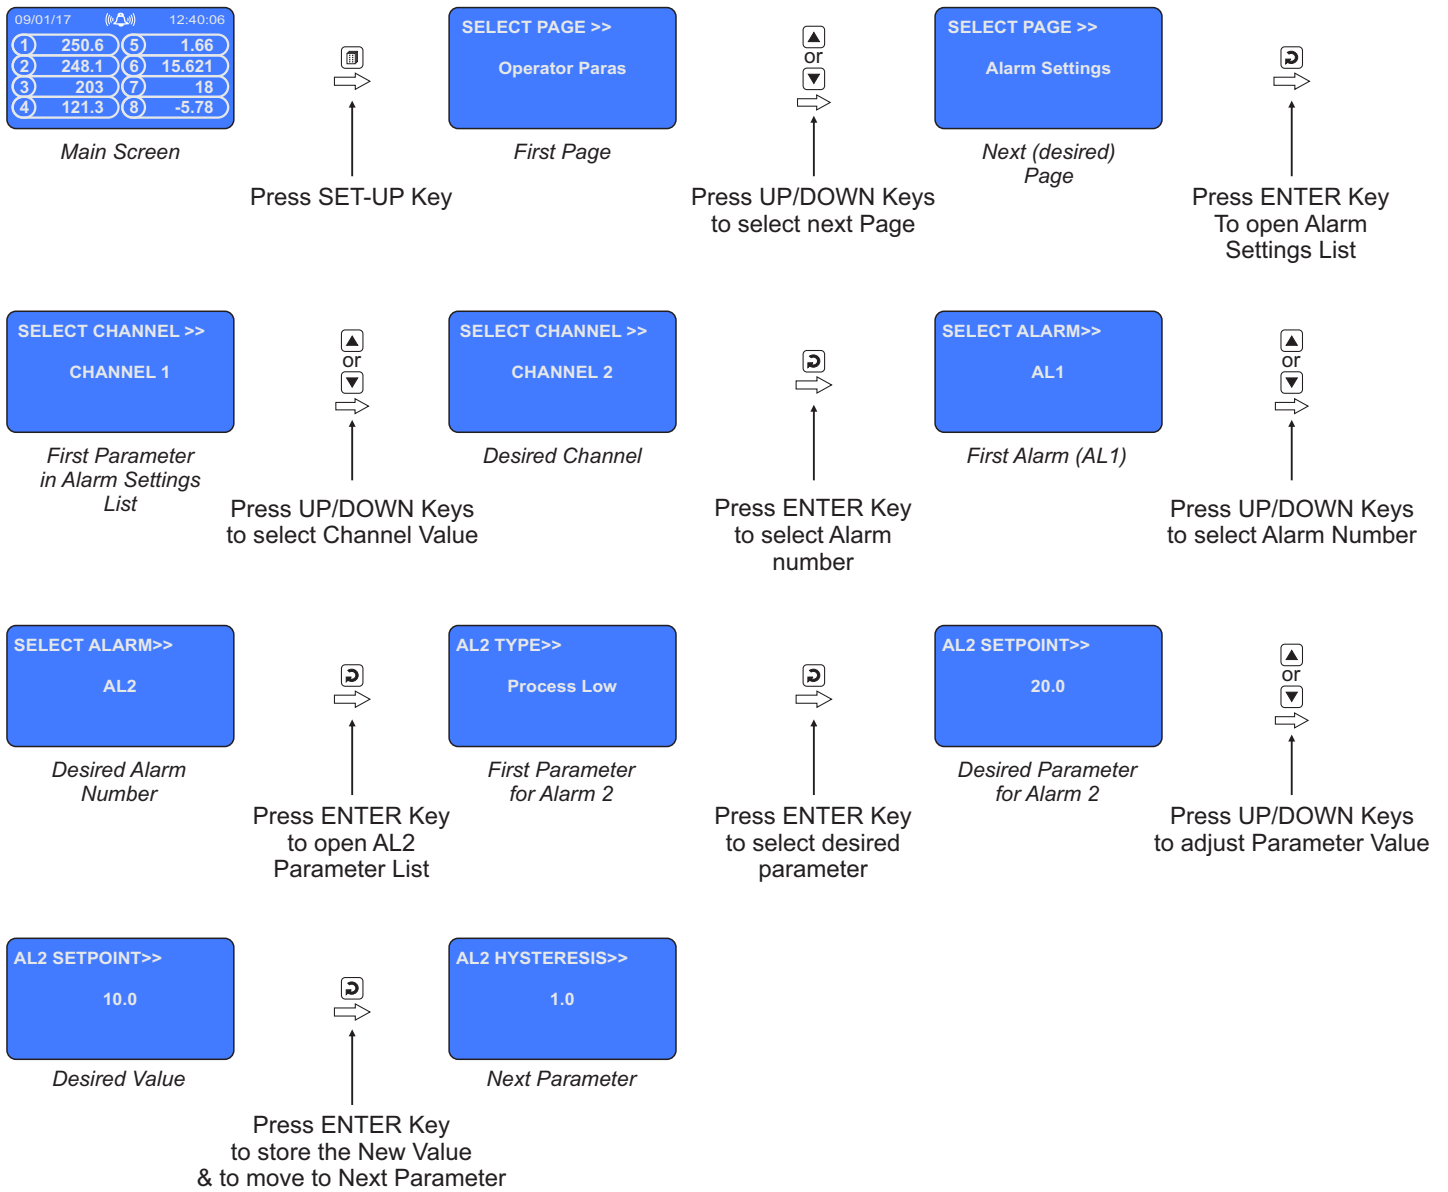 09/01/17 12:40:06
1 250.6 5 1.66
2 248.1 6 15.621
3 203 7 18
4 121.3 8 -5.78
Main Screen
Press SET-UP Key
SELECT PAGE >>
Operator Paras
First Page
or
Press UP/DOWN Keys
to select next Page
SELECT PAGE >>
Alarm Settings
Next (desired)
Page
Press ENTER Key
To open Alarm
Settings List
SELECT CHANNEL >>
CHANNEL 1
First Parameter
in Alarm Settings
List
or
Press UP/DOWN Keys
to select Channel Value
SELECT CHANNEL >>
CHANNEL 2
Desired Channel
Press ENTER Key
to select Alarm
number
SELECT ALARM>>
AL1
First Alarm (AL1)
or
Press UP/DOWN Keys
to select Alarm Number
SELECT ALARM>>
AL2
Desired Alarm
Number
Press ENTER Key
to open AL2
Parameter List
AL2 TYPE>>
Process Low
First Parameter
for Alarm 2
Press ENTER Key
to select desired
parameter
AL2 SETPOINT>>
20.0
Desired Parameter
for Alarm 2
or
Press UP/DOWN Keys
to adjust Parameter Value
AL2 SETPOINT>>
10.0
Desired Value
Press ENTER Key
to store the New Value
& to move to Next Parameter
AL2 HYSTERESIS>>
1.0
Next Parameter